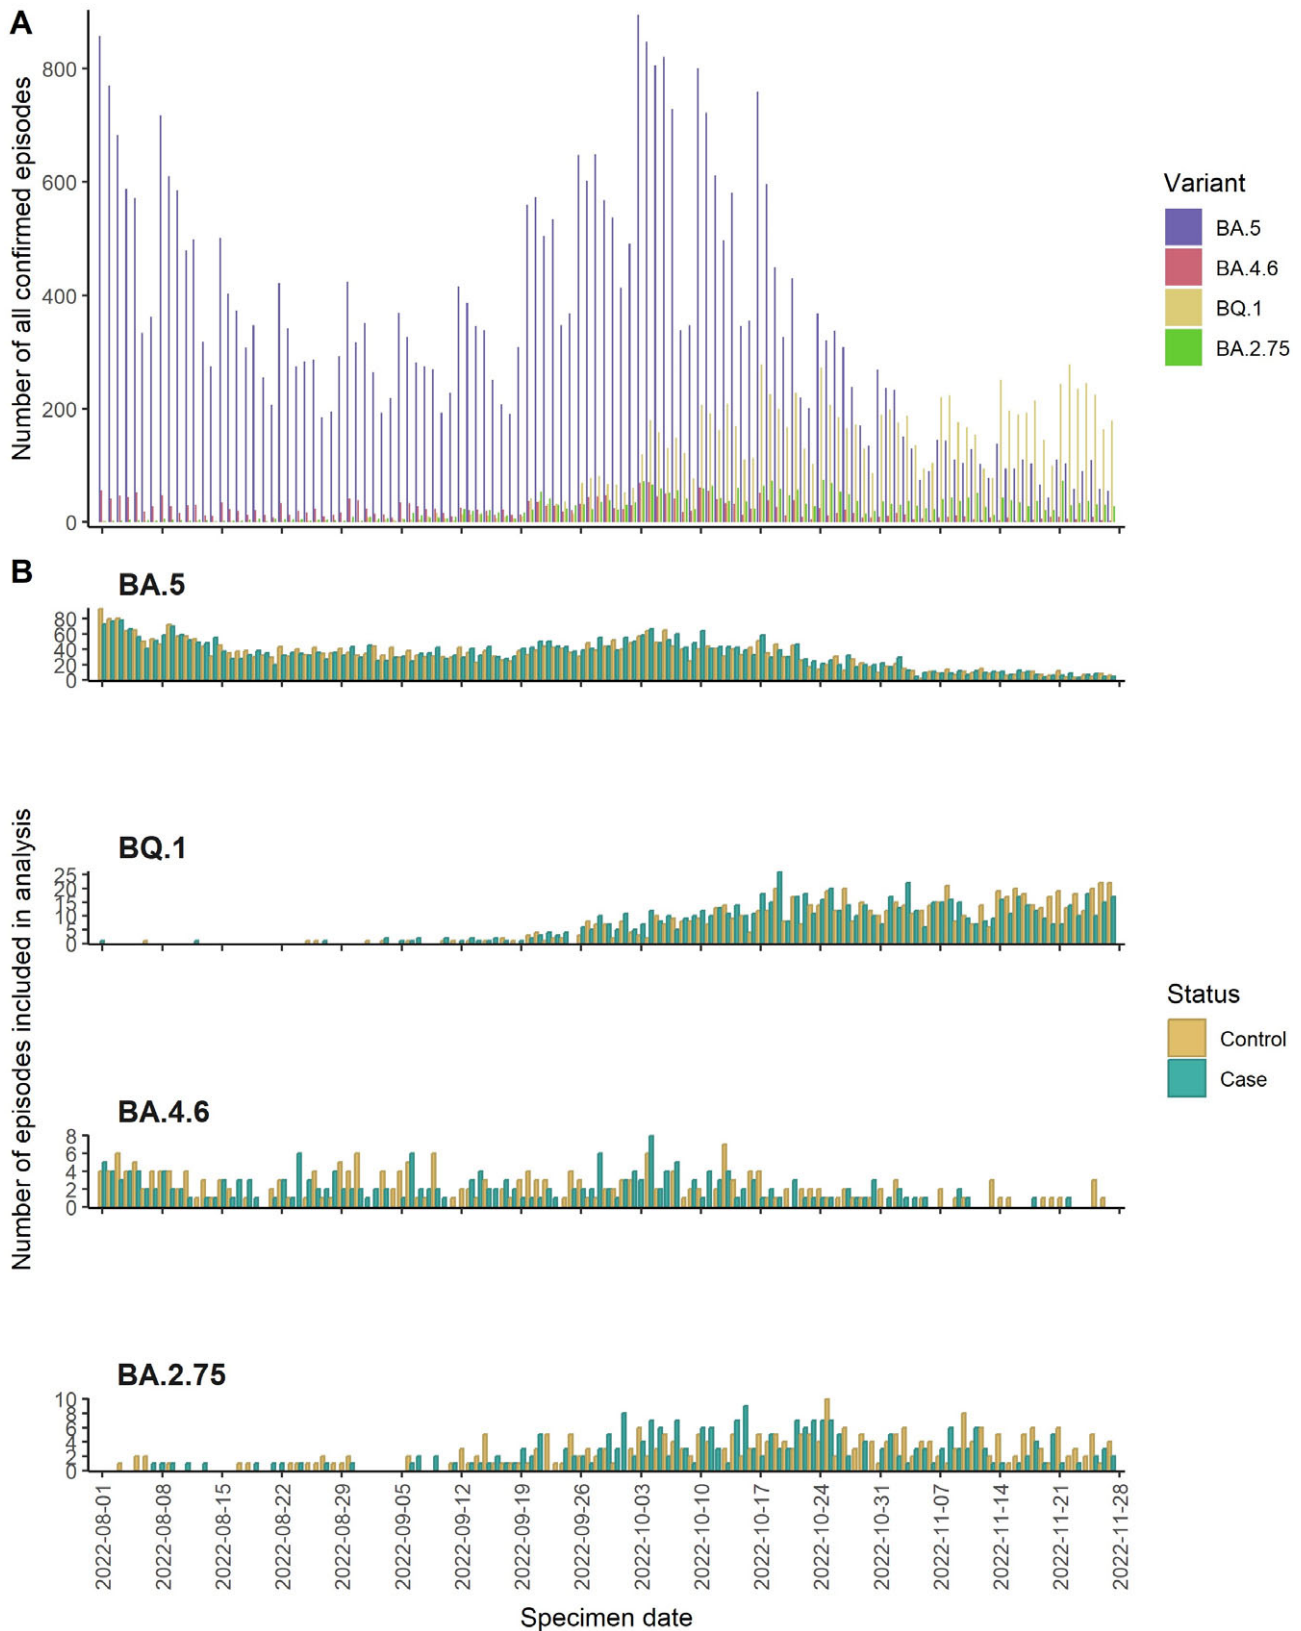 A
Number of all confirmed episodes
800
600
400
200
0
Variant
BA.5
BA.4.6
BQ.1
BA.2.75
B
Number of episodes included in analysis
BA.5
80
60
40
20
0
BQ.1
25
20
15
10
5
0
Status
Control
Case
BA.4.6
8
6
4
2
0
BA.2.75
10
8
6
4
2
0
2022-08-01
2022-08-08
2022-08-15
2022-08-22
2022-08-29
2022-09-05
2022-09-12
2022-09-19
2022-09-26
2022-10-03
2022-10-10
2022-10-17
2022-10-24
2022-10-31
2022-11-07
2022-11-14
2022-11-21
2022-11-28
Specimen date